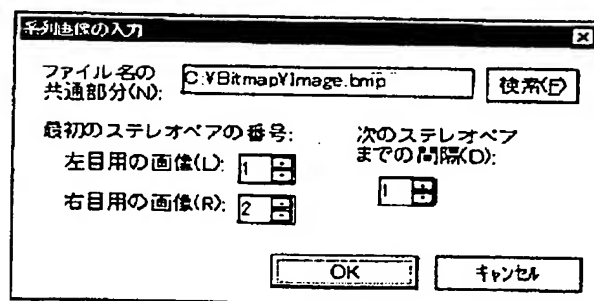 系列画像の入力
ファイル名の
共通部分(N):
C:¥Bitmap¥Image.bmp
検索(F)
最初のステレオペアの番号:
左目用の画像(L): 1
右目用の画像(R): 2
次のステレオペア
までの間隔(D):
1
OK
キャンセル